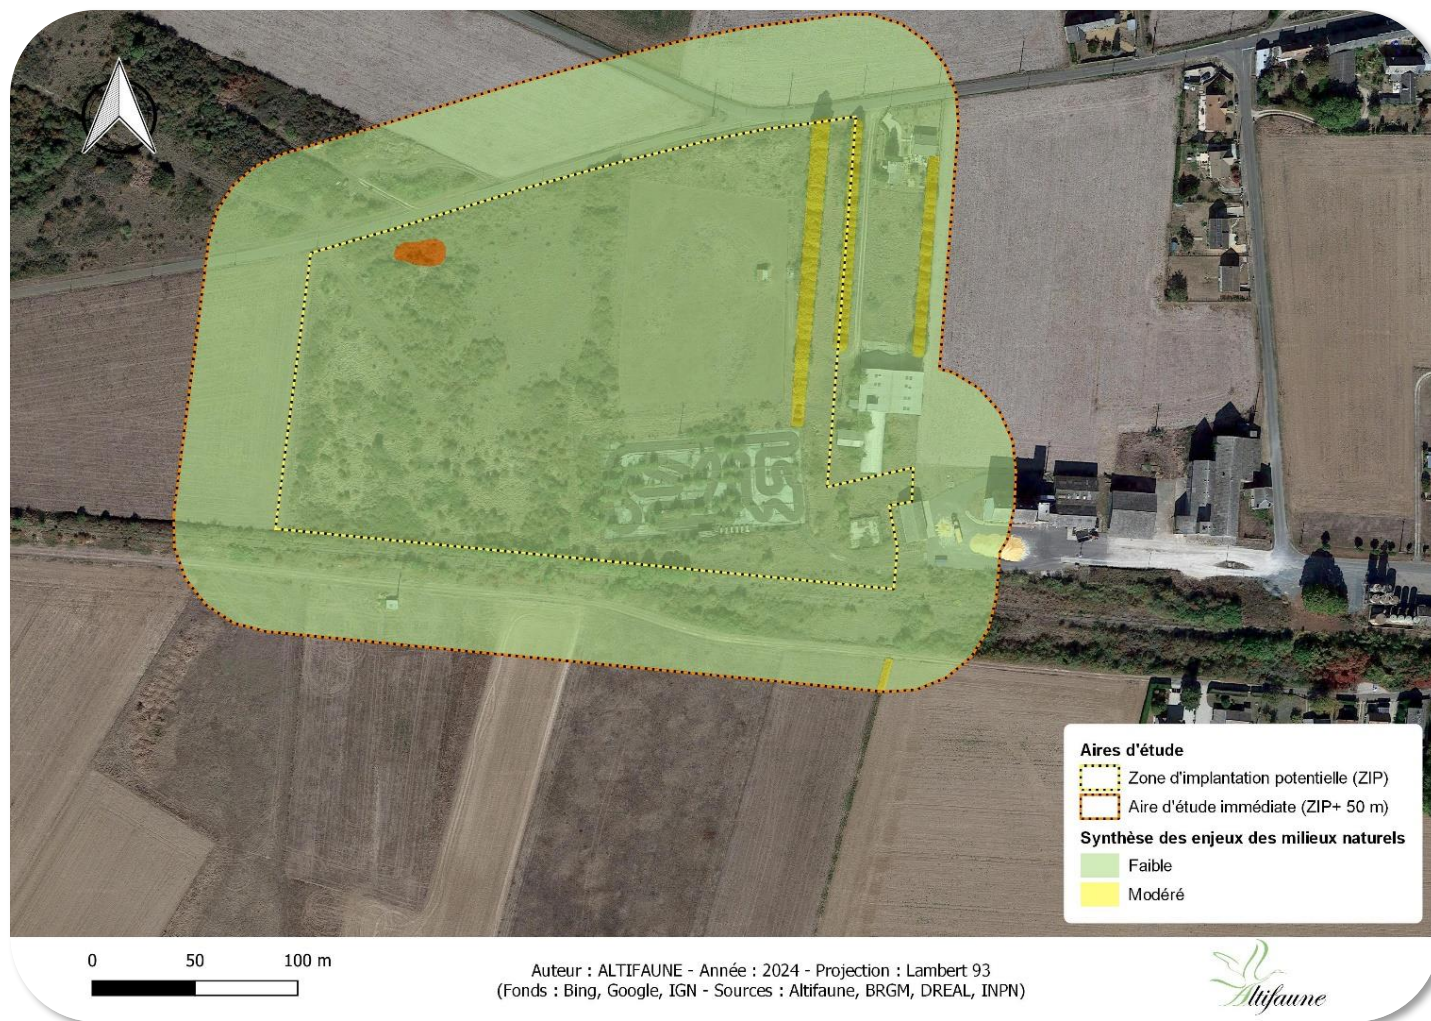 Aires d'étude
Zone d'implantation potentielle (ZIP)
Aire d'étude immédiate (ZIP+ 50 m)
Synthèse des enjeux des milieux naturels
Faible
Modéré
0 50 100 m
Auteur : ALTIFAUNE - Année : 2024 - Projection : Lambert 93
(Fonds : Bing, Google, IGN - Sources : Altifaune, BRGM, DREAL, INPN)
Altifaune